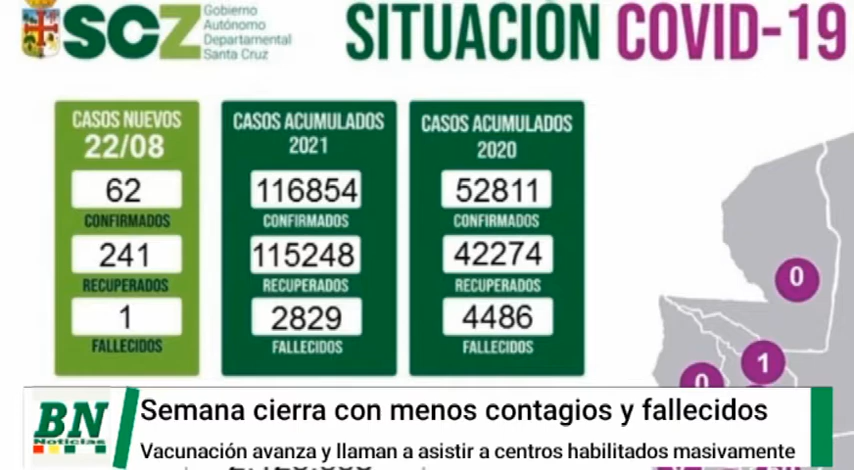 SCZ
Gobierno
Autónomo
Departamental
Santa Cruz
SITUACIÓN COVID-19
CASOS NUEVOS
22/08
62
CONFIRMADOS
241
RECUPERADOS
1
FALLECIDOS
CASOS ACUMULADOS
2021
116854
CONFIRMADOS
115248
RECUPERADOS
2829
FALLECIDOS
CASOS ACUMULADOS
2020
52811
CONFIRMADOS
42274
RECUPERADOS
4486
FALLECIDOS
0
1
0
BN
Noticias
Semana cierra con menos contagios y fallecidos
Vacunación avanza y llaman a asistir a centros habilitados masivamente